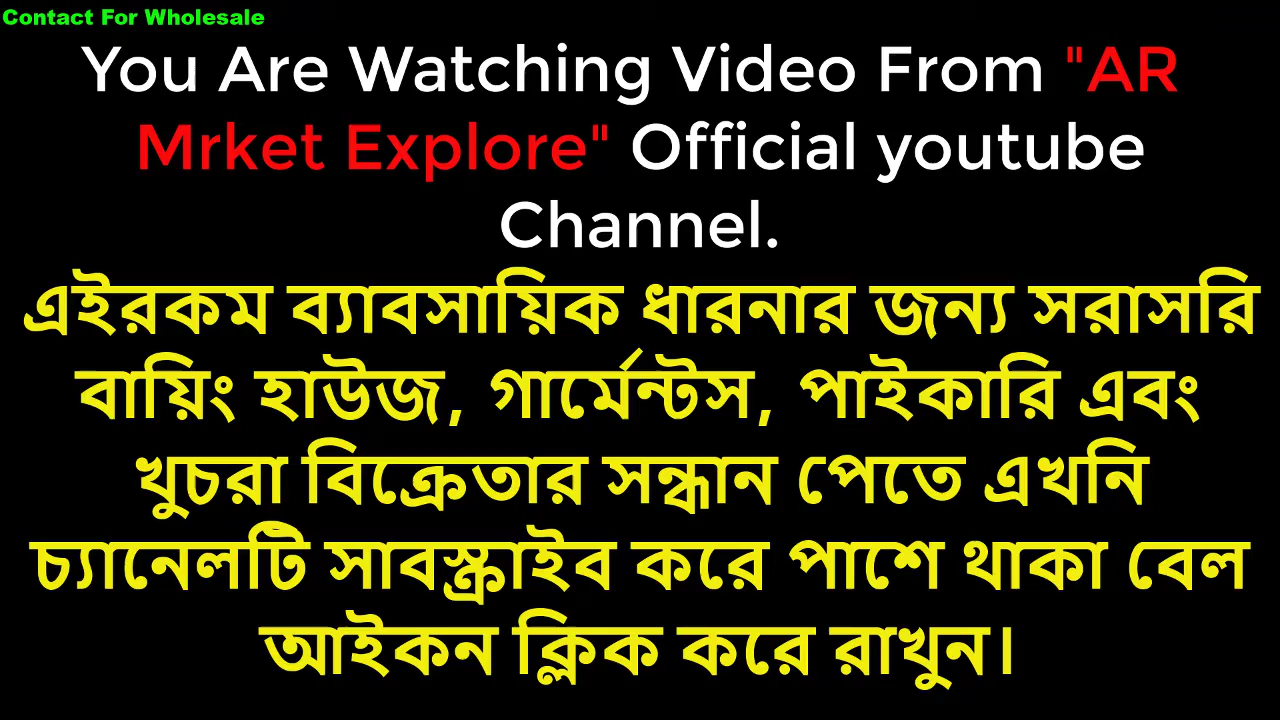 Contact For Wholesale
You Are Watching Video From "AR
Mrket Explore" Official youtube
Channel.
এইরকম ব্যাবসায়িক ধারনার জন্য সরাসরি
বায়িং হাউজ, গার্মেন্টস, পাইকারি এবং
খুচরা বিক্রেতার সন্ধান পেতে এখনি
চ্যানেলটি সাবস্ক্রাইব করে পাশে থাকা বেল
আইকন ক্লিক করে রাখুন।